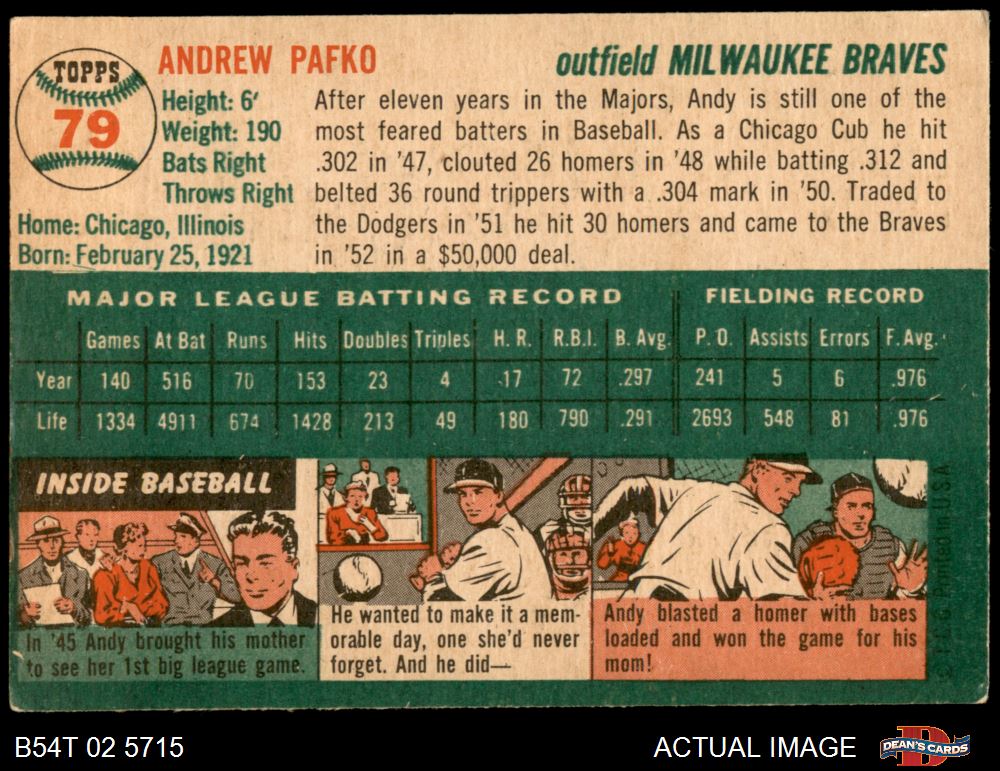 TOPPS
79
ANDREW PAFKO
outfield MILWAUKEE BRAVES
Height: 6'
Weight: 190
Bats Right
Throws Right
Home: Chicago, Illinois
Born: February 25, 1921
After eleven years in the Majors, Andy is still one of the
most feared batters in Baseball. As a Chicago Cub he hit
.302 in '47, clouted 26 homers in '48 while batting .312 and
belted 36 round trippers with a .304 mark in '50. Traded to
the Dodgers in '51 he hit 30 homers and came to the Braves
in '52 in a $50,000 deal.
MAJOR LEAGUE BATTING RECORD FIELDING RECORD
Games At Bat Runs Hits Doubles Triples H. R. R.B.I. B. Avg. P. O. Assists Errors F. Avg.
Year 140 516 70 153 23 4 17 72 .297 241 5 6 .976
Life 1334 4911 674 1428 213 49 180 790 .291 2693 548 81 .976
INSIDE BASEBALL
In '45 Andy brought his mother
to see her 1st big league game.
He wanted to make it a mem-
orable day, one she'd never
forget. And he did—
Andy blasted a homer with bases
loaded and won the game for his
mom!
© T.C.G. Printed U.S.A.
B54T 02 5715
ACTUAL IMAGE
DEAN'S CARDS